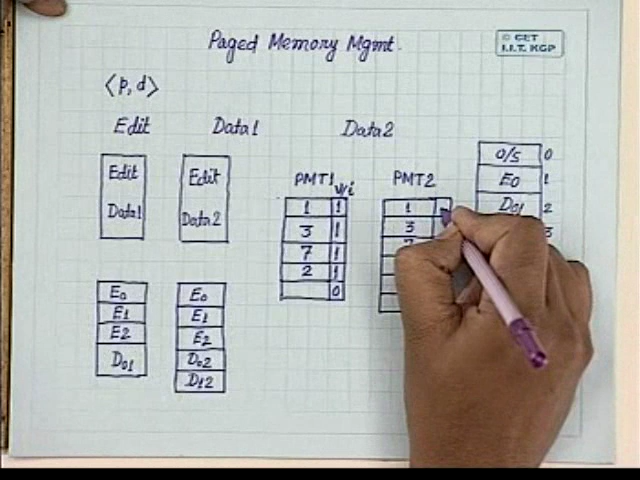 Paged Memory Mgmt.
© CET
I.I.T. KGP
<p, d>
Edit Data1 Data2
Edit
Data1
Edit
Data2
PMT1 v/i
1 1
3 1
7 1
2 1
0
PMT2
1
3
7
O/S 0
E0 1
D01 2
3
E0
E1
E2
D01
E0
E1
E2
D02
D12